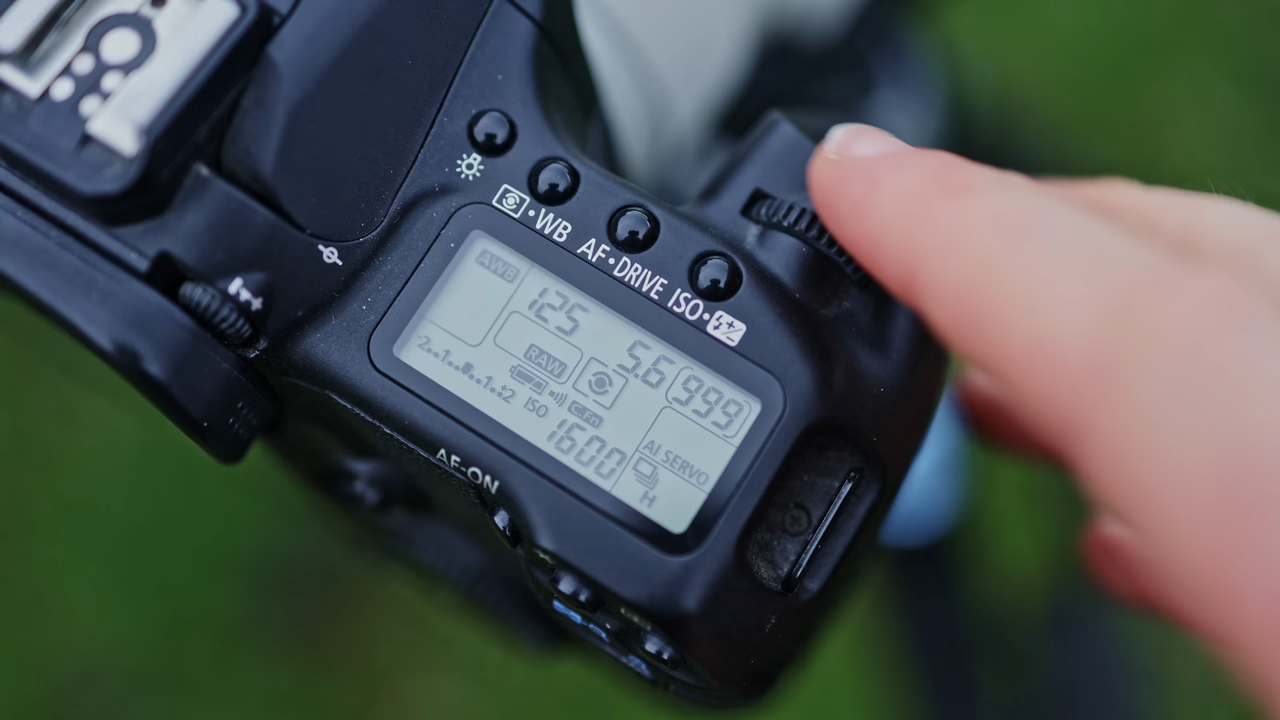 WB AF•DRIVE ISO•
AWB
125 5.6 999
RAW
-2..1..▮..1.+2
ISO C.Fn
1600
AI SERVO
H
AF-ON